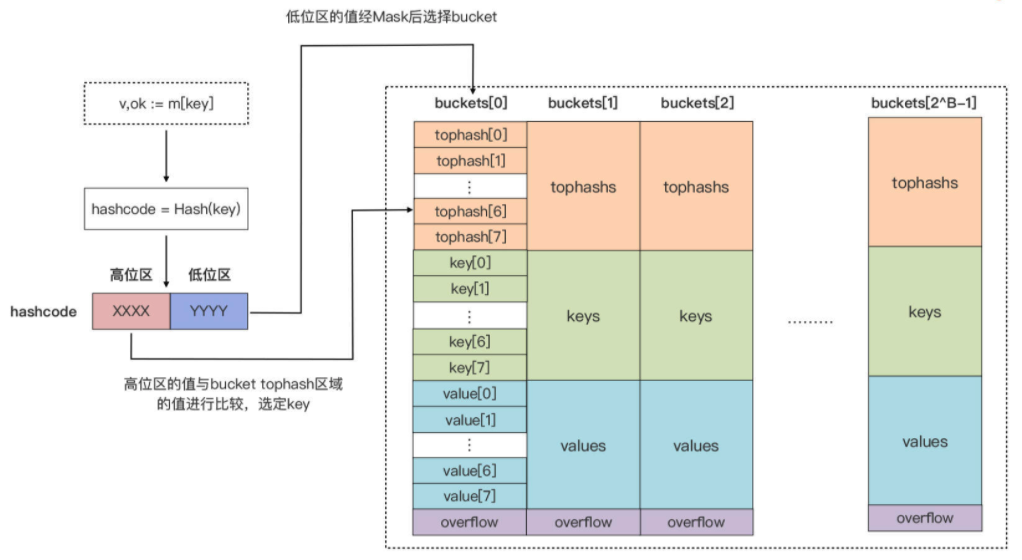 低位区的值经Mask后选择bucket
v,ok := m[key]
hashcode = Hash(key)
高位区 低位区
hashcode XXXX YYYY
高位区的值与bucket tophash区域
的值进行比较，选定key
buckets[0] buckets[1] buckets[2] buckets[2^B-1]
tophash[0]
tophash[1]
⋮
tophash[6]
tophash[7]
key[0]
key[1]
⋮
key[6]
key[7]
value[0]
value[1]
⋮
value[6]
value[7]
overflow
tophashs
keys
values
overflow
tophashs
keys
values
overflow
.........
tophashs
keys
values
overflow